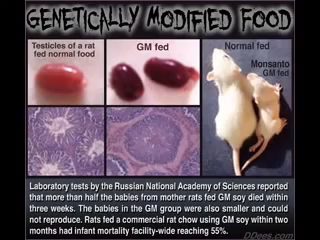 GENETICALLY MODIFIED FOOD
Testicles of a rat
fed normal food
GM fed
Normal fed
Monsanto
GM fed
Laboratory tests by the Russian National Academy of Sciences reported
that more than half the babies from mother rats fed GM soy died within
three weeks. The babies in the GM group were also smaller and could
not reproduce. Rats fed a commercial rat chow using GM soy within two
months had infant mortality facility-wide reaching 55%.
DDees.com